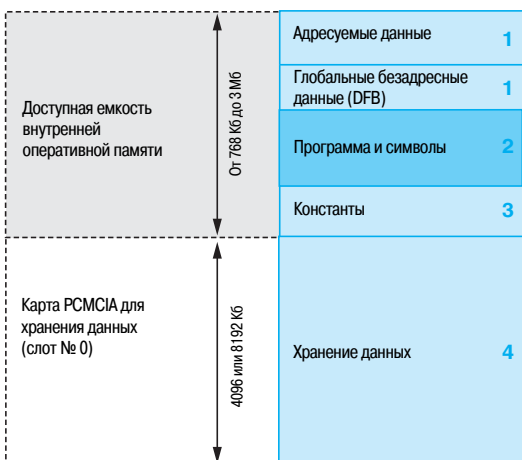 Доступная емкость
внутренней
оперативной памяти
От 768 Кб до 3 Мб
Адресуемые данные 1
Глобальные безадресные
данные (DFB) 1
Программа и символы 2
Константы 3
Карта PCMCIA для
хранения данных
(слот № 0)
4096 или 8192 Кб
Хранение данных 4